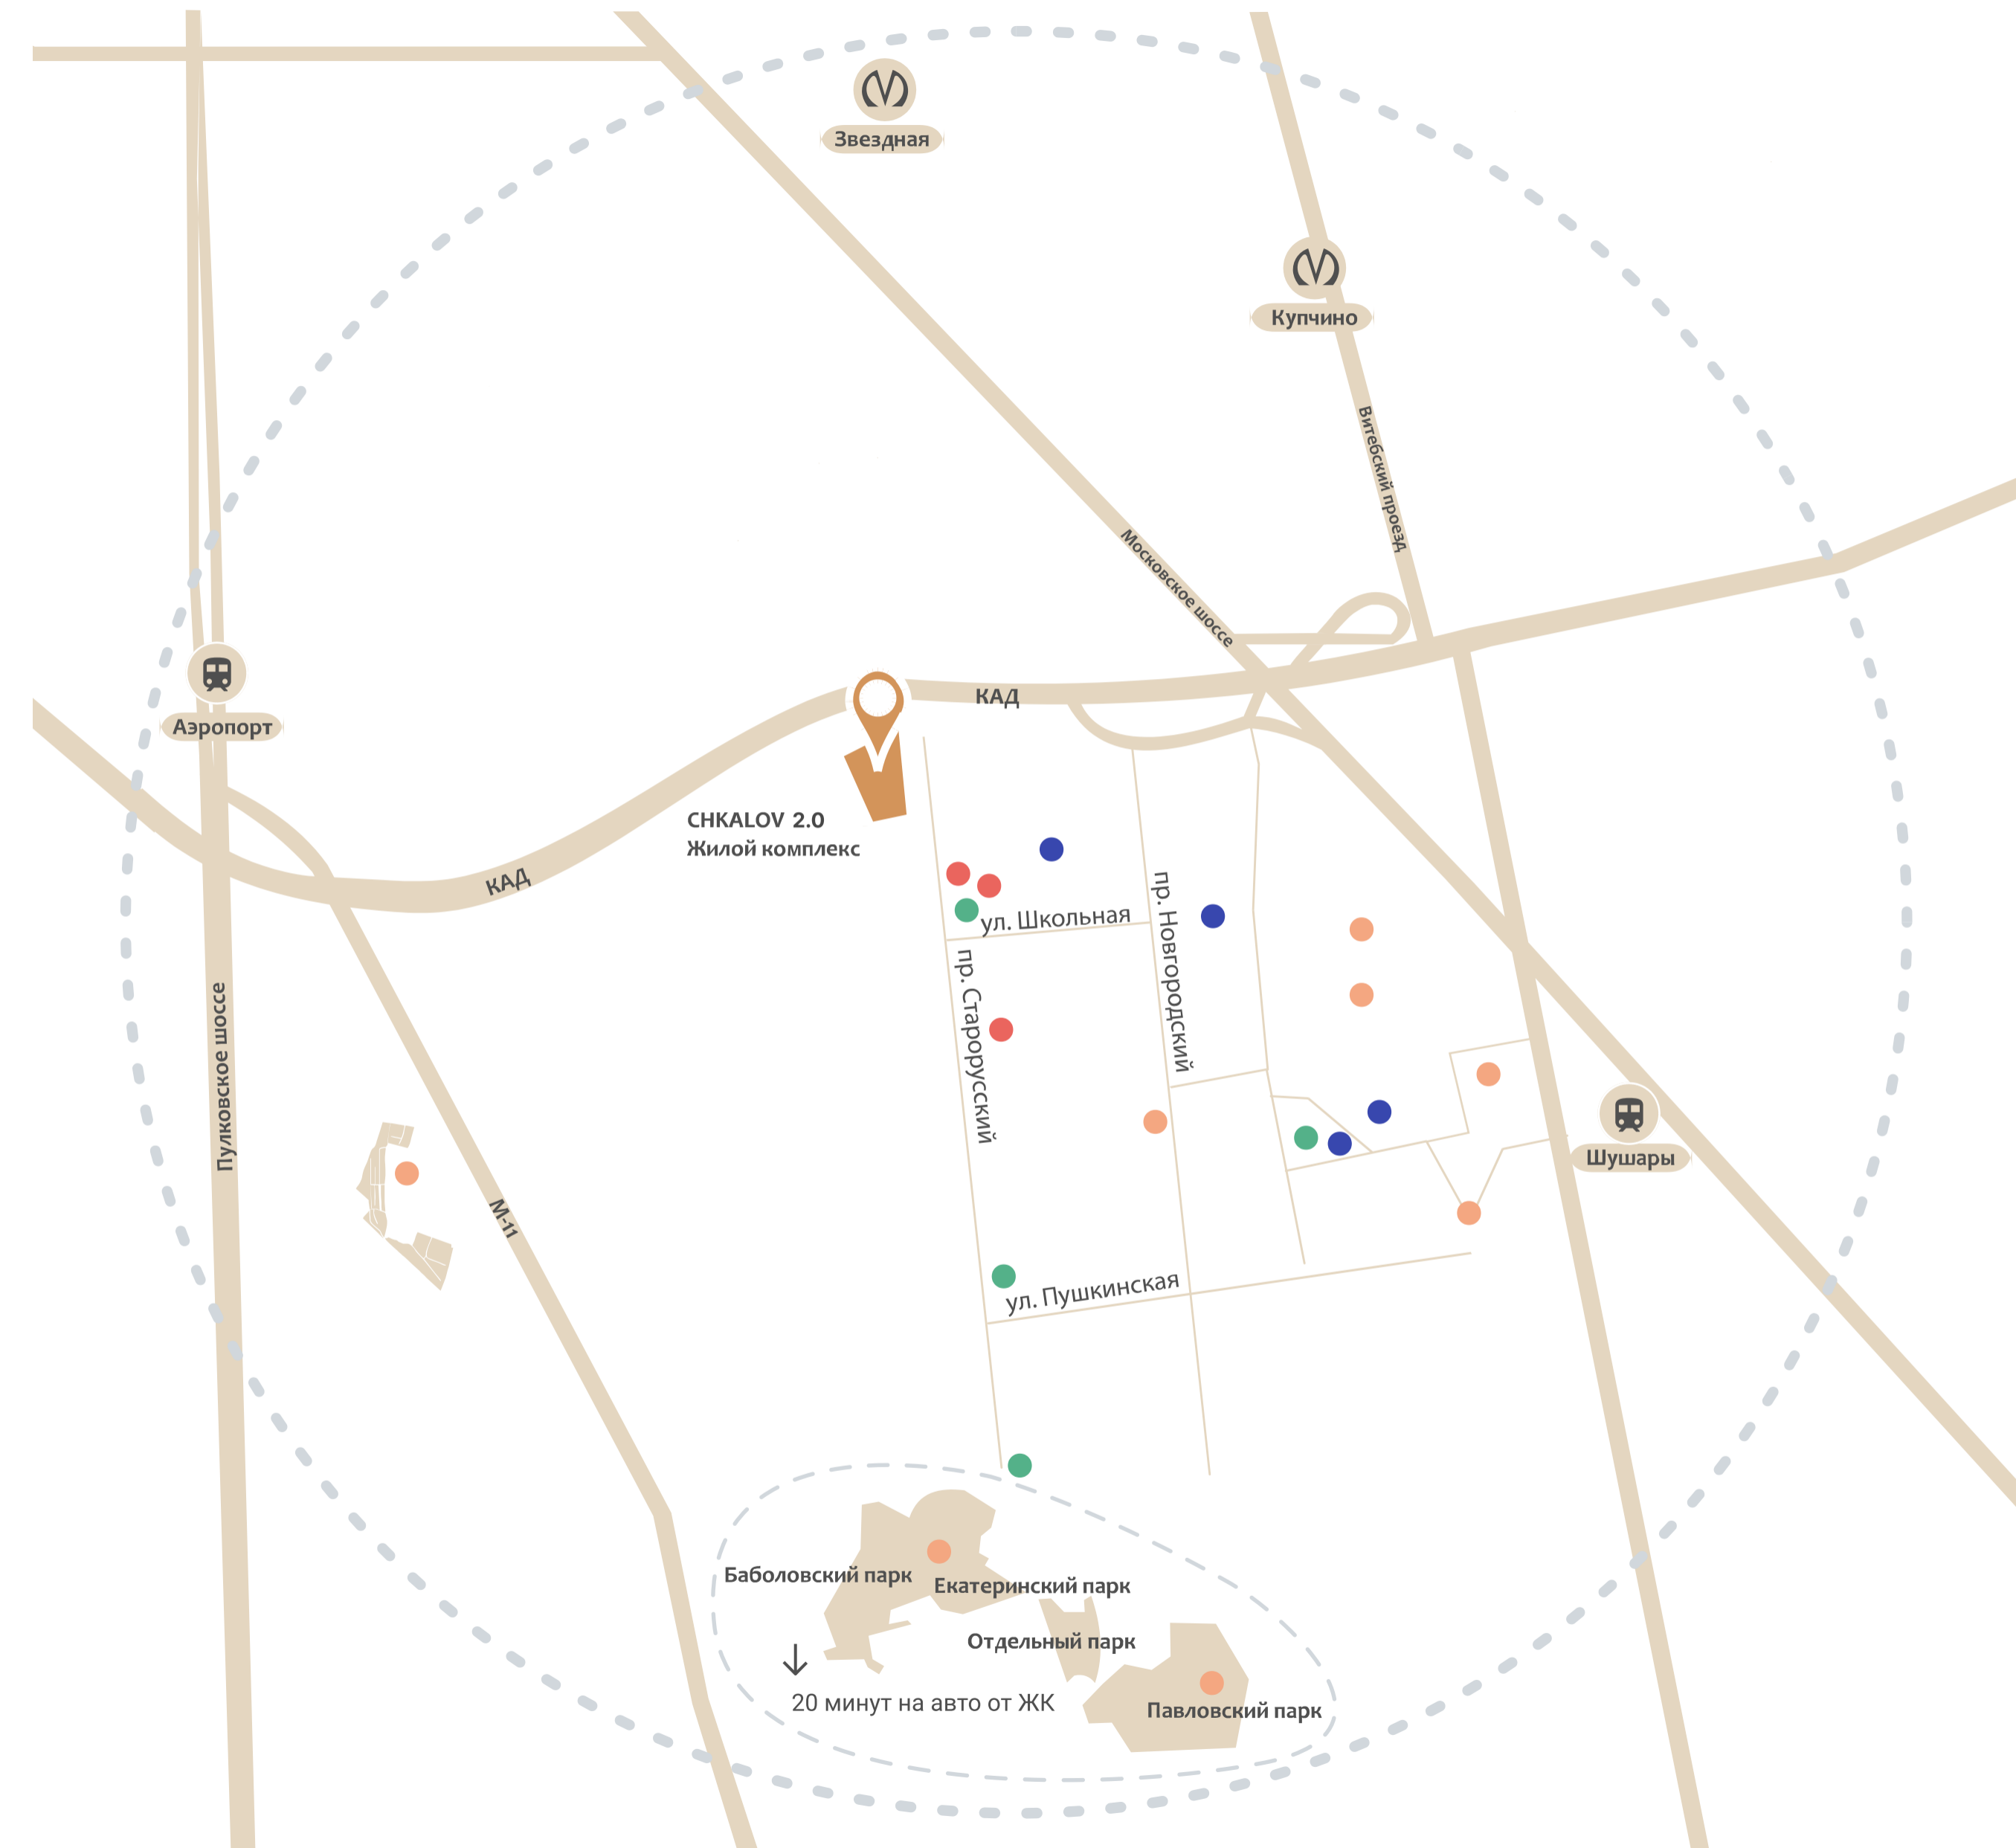 Звездная
Купчино
Витебский проезд
Московское шоссе
КАД
Аэропорт
CHKALOV 2.0
Жилой комплекс
КАД
ул. Школьная
пр. Новгородский
пр. Старорусский
Пулковское шоссе
М-11
Шушары
ул. Пушкинская
Баболовский парк
Екатеринский парк
Отдельный парк
20 минут на авто от ЖК
Павловский парк